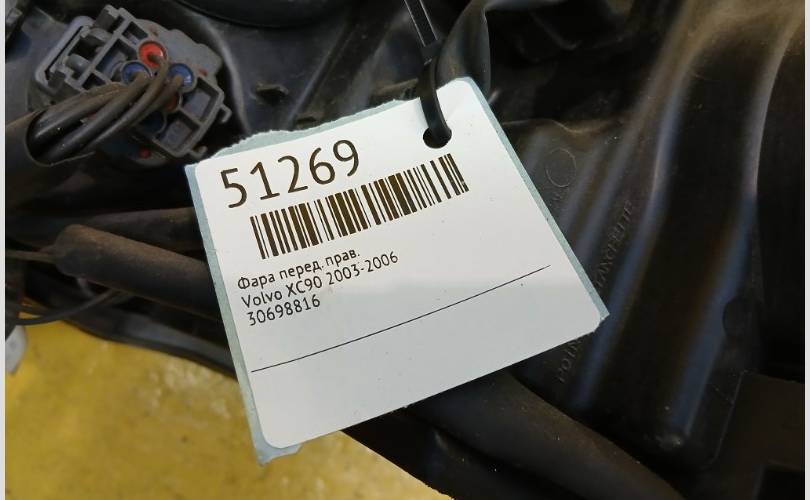 51269
Фара перед. прав.
Volvo XC90 2003-2006
30698816